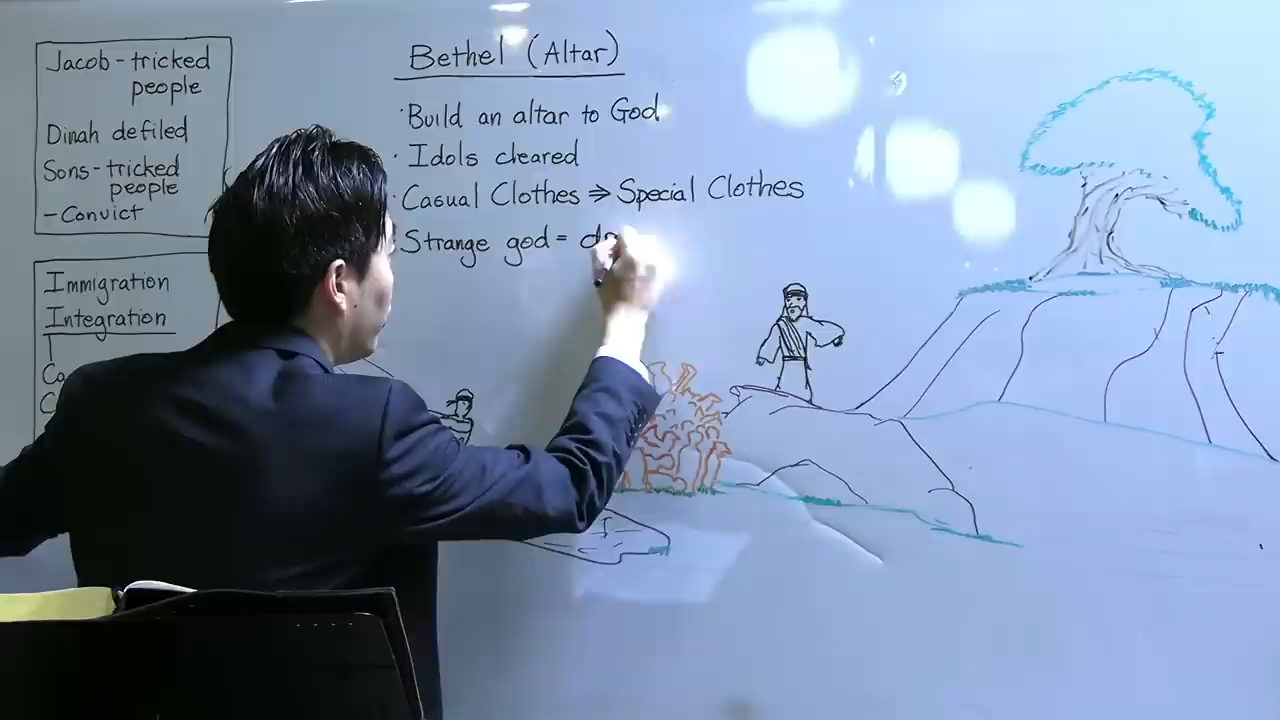 Jacob - tricked
people
Dinah defiled
Sons - tricked
people
- Convict
Immigration
Integration
Bethel (Altar)
· Build an altar to God
· Idols cleared
· Casual Clothes ⇒ Special Clothes
· Strange god =